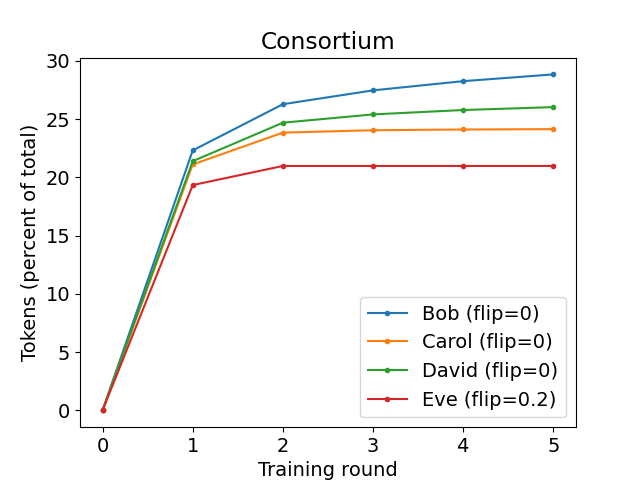 Consortium
Tokens (percent of total)
30
25
20
15
10
5
0
Bob (flip=0)
Carol (flip=0)
David (flip=0)
Eve (flip=0.2)
0 1 2 3 4 5
Training round